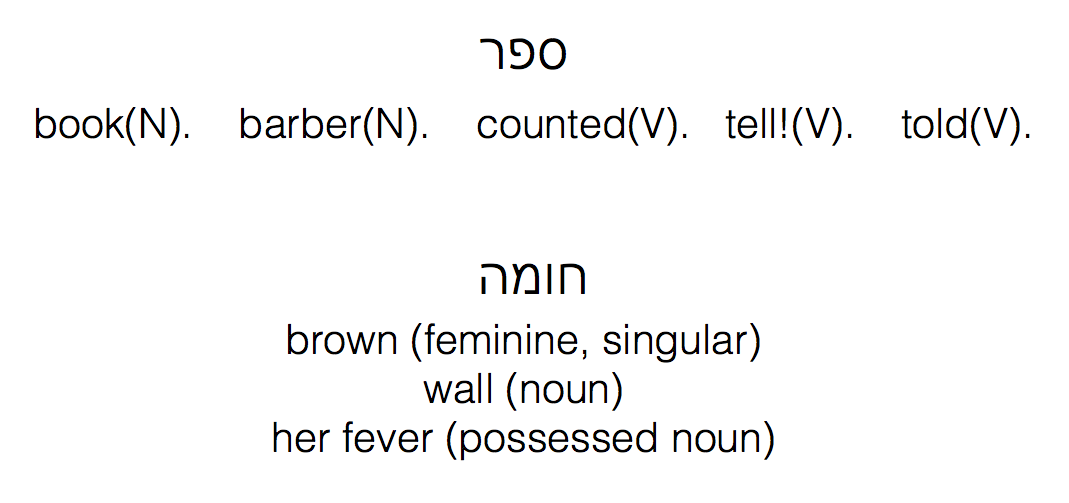 ספר
book(N). barber(N). counted(V). tell!(V). told(V).
חומה
brown (feminine, singular)
wall (noun)
her fever (possessed noun)